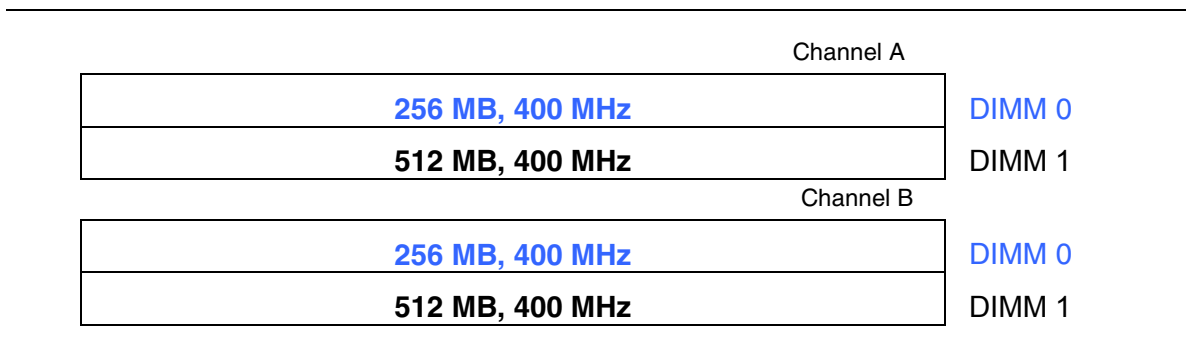 Channel A
256 MB, 400 MHz DIMM 0
512 MB, 400 MHz DIMM 1
Channel B
256 MB, 400 MHz DIMM 0
512 MB, 400 MHz DIMM 1